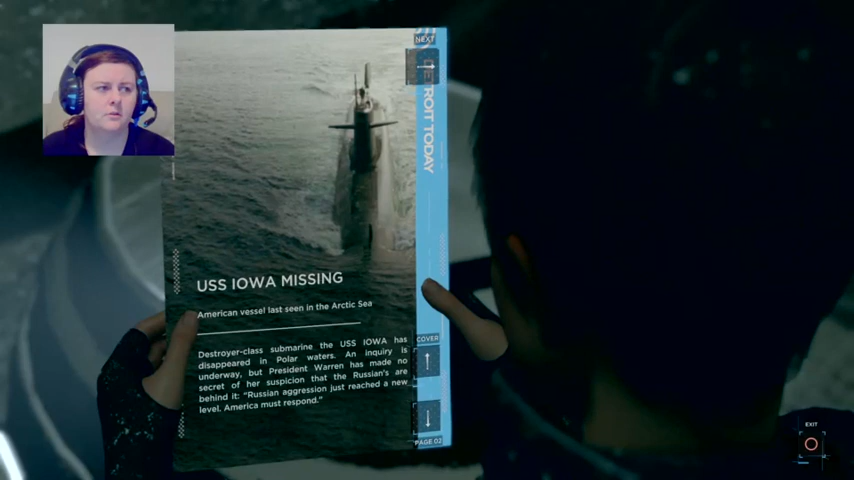 NEXT
DETROIT TODAY
USS IOWA MISSING
American vessel last seen in the Arctic Sea
Destroyer-class submarine the USS IOWA has
disappeared in Polar waters. An inquiry is
underway, but President Warren has made no
secret of her suspicion that the Russian's are
behind it: “Russian aggression just reached a new
level. America must respond.”
COVER
PAGE 02
EXIT